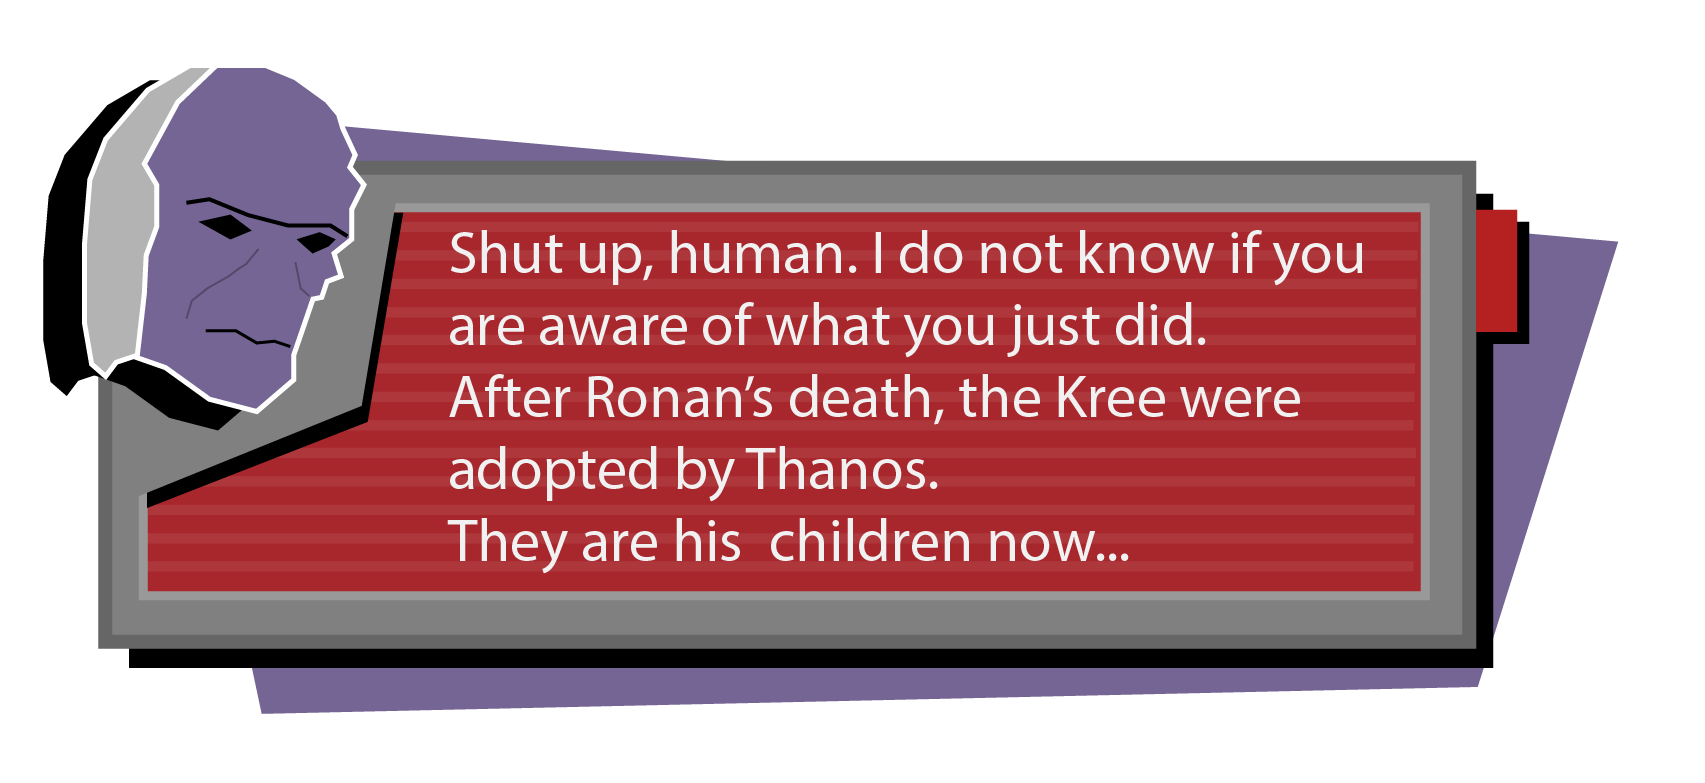 Shut up, human. I do not know if you
are aware of what you just did.
After Ronan’s death, the Kree were
adopted by Thanos.
They are his  children now...